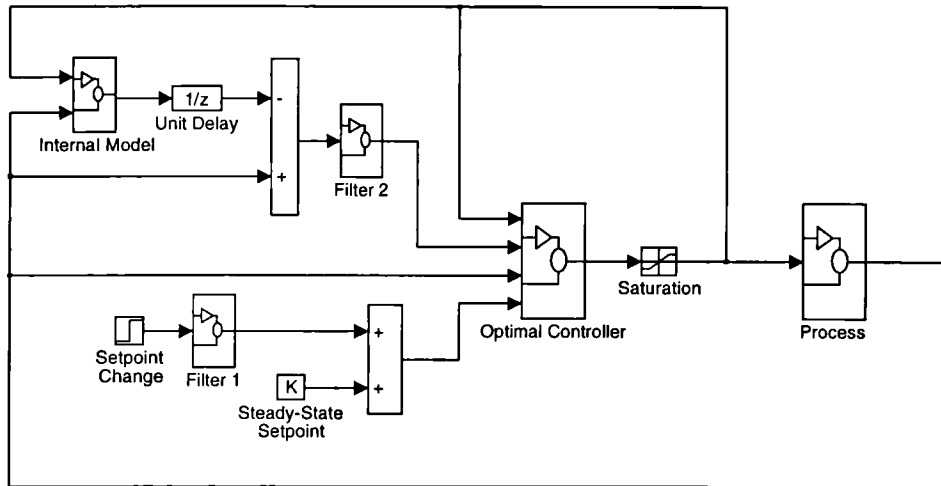 1/z
Unit Delay
Internal Model
-
+
Filter 2
Optimal Controller
Saturation
Process
Setpoint
Change
Filter 1
+
+
K
Steady-State
Setpoint